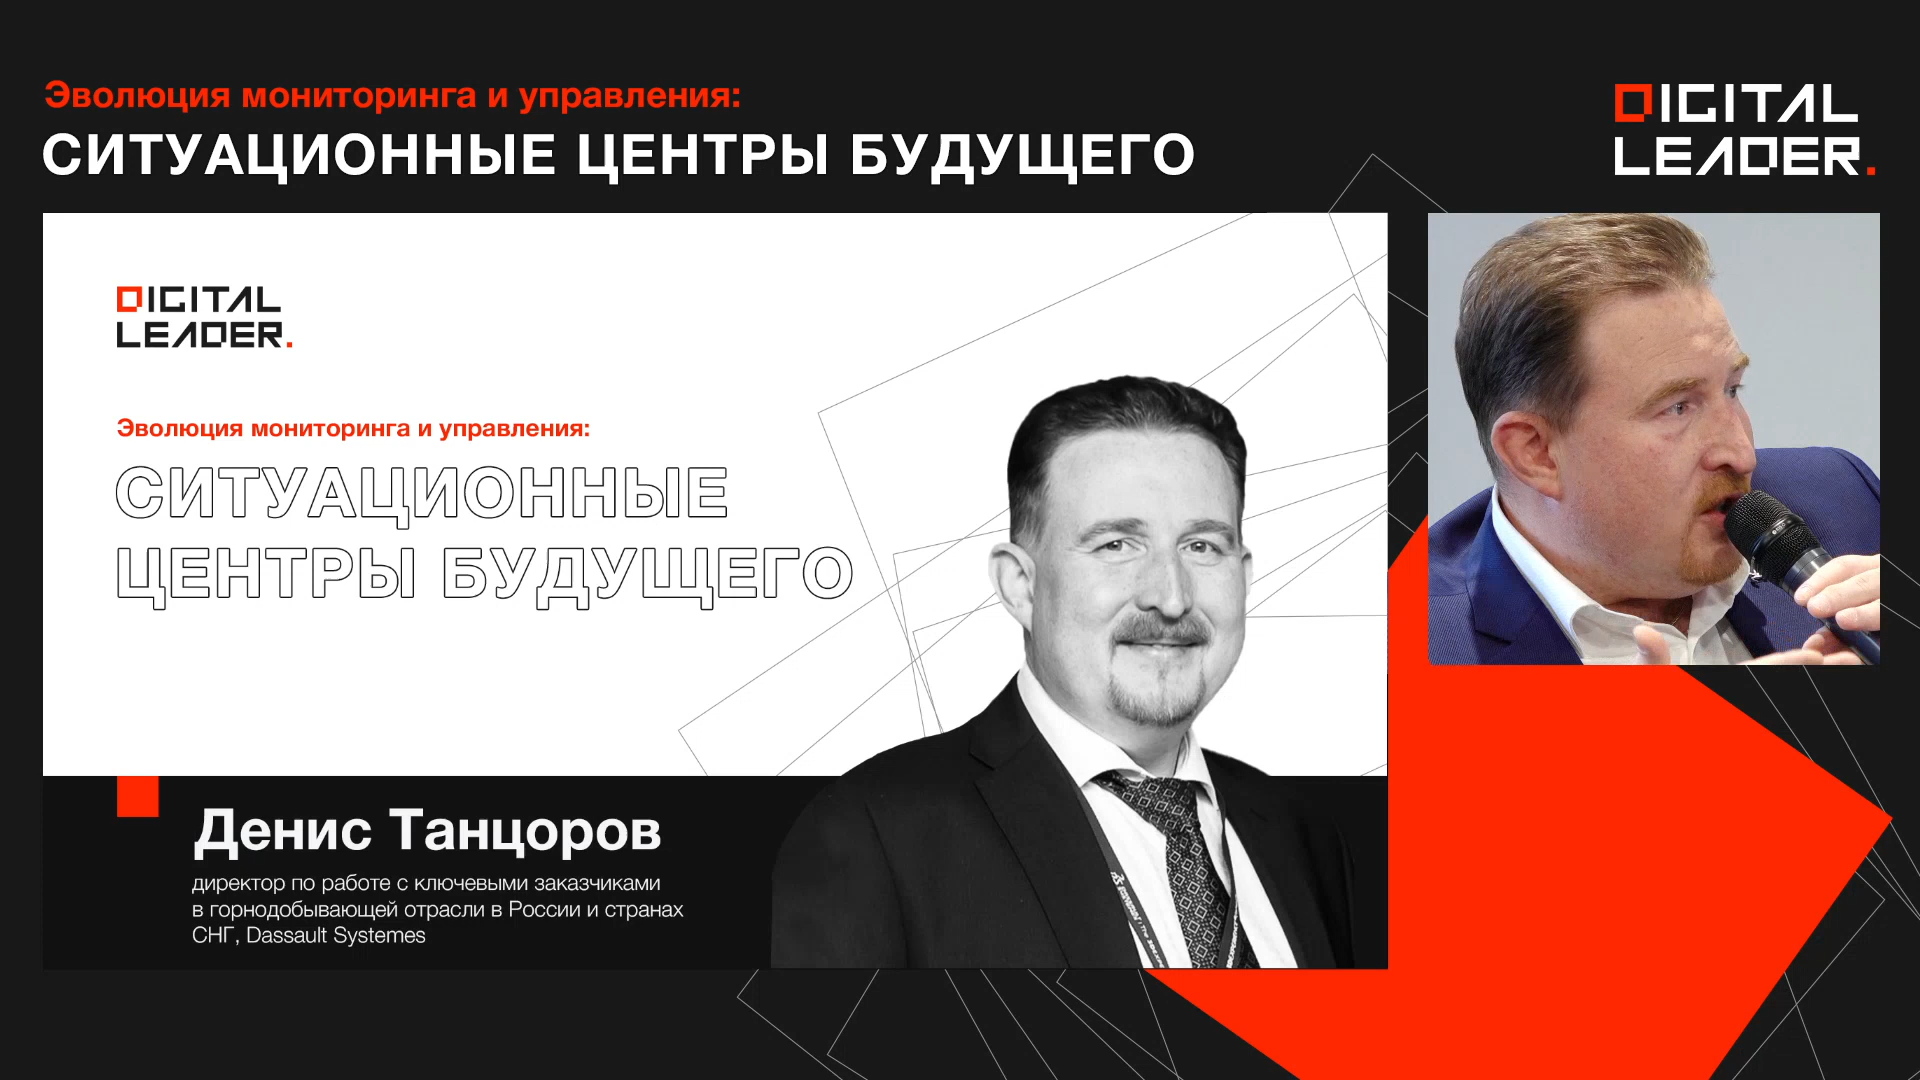 Эволюция мониторинга и управления:
СИТУАЦИОННЫЕ ЦЕНТРЫ БУДУЩЕГО
DIGITAL
LEADER.
DIGITAL
LEADER.
Эволюция мониторинга и управления:
СИТУАЦИОННЫЕ
ЦЕНТРЫ БУДУЩЕГО
Денис Танцоров
директор по работе с ключевыми заказчиками
в горнодобывающей отрасли в России и странах
СНГ, Dassault Systemes